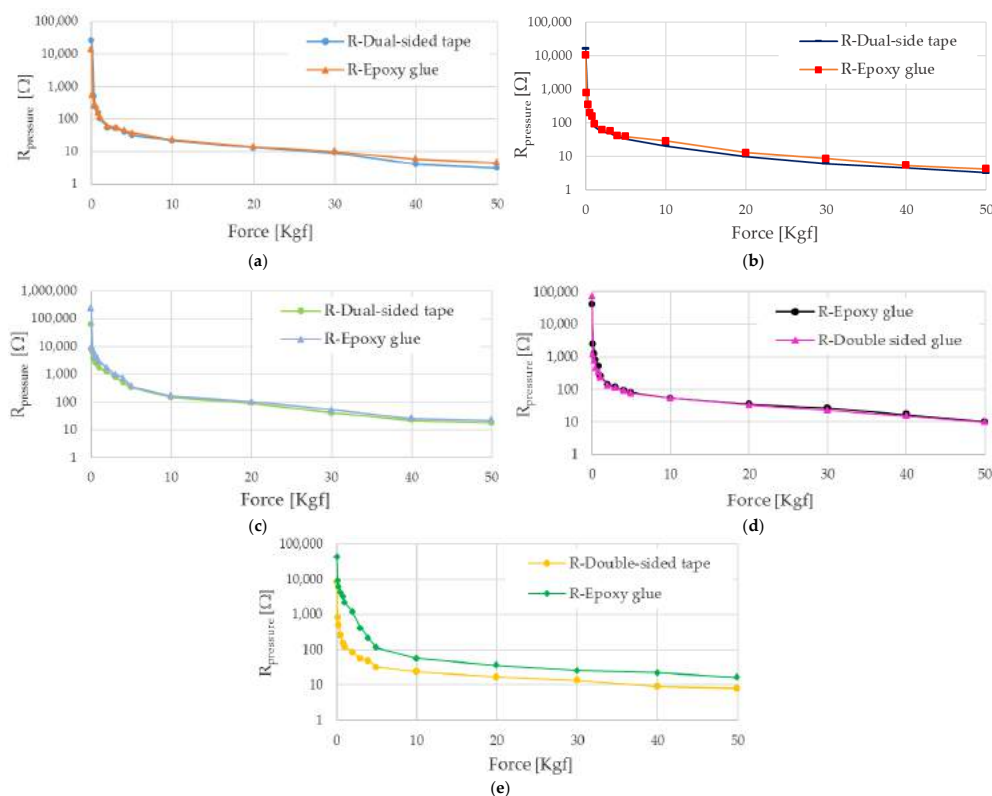 (a)
R_pressure [Ω]
100,000
10,000
1,000
100
10
1
R-Dual-sided tape
R-Epoxy glue
0 10 20 30 40 50
Force [Kgf]
(b)
R_pressure [Ω]
100,000
10,000
1,000
100
10
1
R-Dual-side tape
R-Epoxy glue
0 10 20 30 40 50
Force [Kgf]
(c)
R_pressure [Ω]
1,000,000
100,000
10,000
1,000
100
10
1
R-Dual-sided tape
R-Epoxy glue
0 10 20 30 40 50
Force [Kgf]
(d)
R_pressure [Ω]
100,000
10,000
1,000
100
10
1
R-Epoxy glue
R-Double sided glue
0 10 20 30 40 50
Force [Kgf]
(e)
R_pressure [Ω]
100,000
10,000
1,000
100
10
1
R-Double-sided tape
R-Epoxy glue
0 10 20 30 40 50
Force [Kgf]